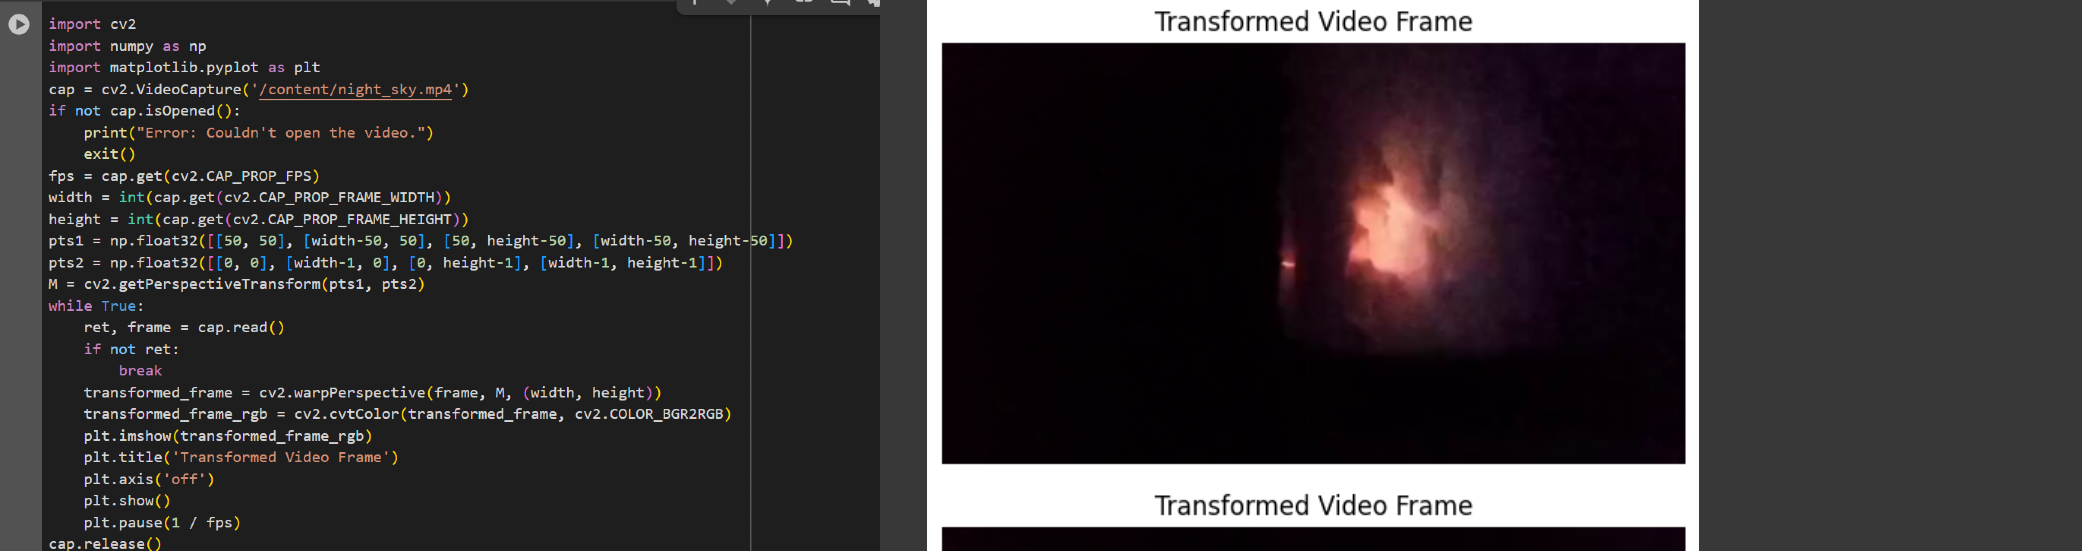 import cv2
import numpy as np
import matplotlib.pyplot as plt
cap = cv2.VideoCapture('/content/night_sky.mp4')
if not cap.isOpened():
    print("Error: Couldn't open the video.")
    exit()
fps = cap.get(cv2.CAP_PROP_FPS)
width = int(cap.get(cv2.CAP_PROP_FRAME_WIDTH))
height = int(cap.get(cv2.CAP_PROP_FRAME_HEIGHT))
pts1 = np.float32([[50, 50], [width-50, 50], [50, height-50], [width-50, height-50]])
pts2 = np.float32([[0, 0], [width-1, 0], [0, height-1], [width-1, height-1]])
M = cv2.getPerspectiveTransform(pts1, pts2)
while True:
    ret, frame = cap.read()
    if not ret:
        break
    transformed_frame = cv2.warpPerspective(frame, M, (width, height))
    transformed_frame_rgb = cv2.cvtColor(transformed_frame, cv2.COLOR_BGR2RGB)
    plt.imshow(transformed_frame_rgb)
    plt.title('Transformed Video Frame')
    plt.axis('off')
    plt.show()
    plt.pause(1 / fps)
cap.release()
Transformed Video Frame
Transformed Video Frame